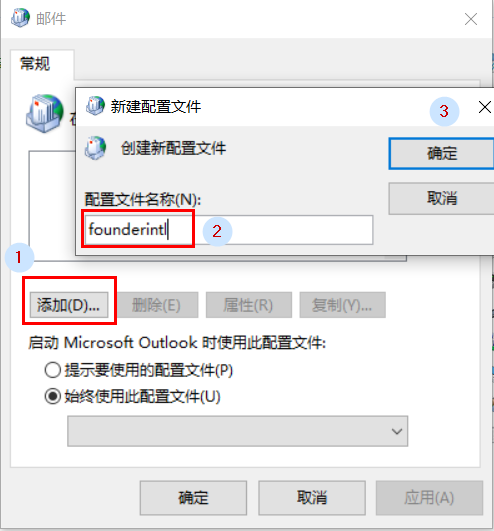 邮件
常规
新建配置文件
3
创建新配置文件
确定
配置文件名称(N):
取消
founderintl
2
1
添加(D)...
删除(E)
属性(R)
复制(Y)...
启动 Microsoft Outlook 时使用此配置文件:
提示要使用的配置文件(P)
始终使用此配置文件(U)
确定
取消
应用(A)